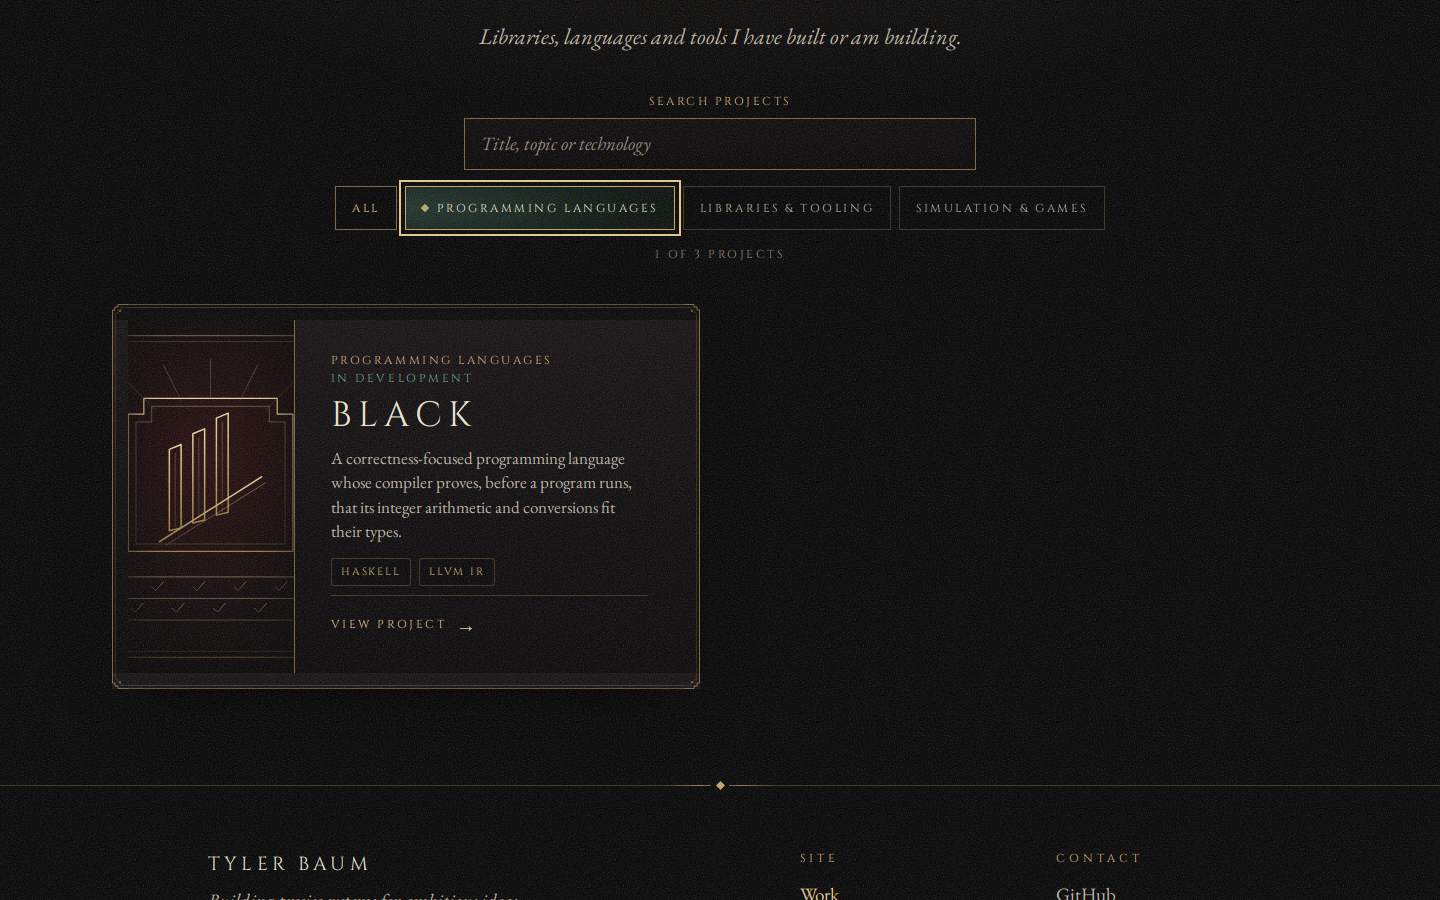 Libraries, languages and tools I have built or am building.
SEARCH PROJECTS
Title, topic or technology
ALL
PROGRAMMING LANGUAGES
LIBRARIES & TOOLING
SIMULATION & GAMES
1 OF 3 PROJECTS
PROGRAMMING LANGUAGES
IN DEVELOPMENT
BLACK
A correctness-focused programming language
whose compiler proves, before a program runs,
that its integer arithmetic and conversions fit
their types.
HASKELL
LLVM IR
VIEW PROJECT →
TYLER BAUM
SITE
CONTACT
Work
GitHub